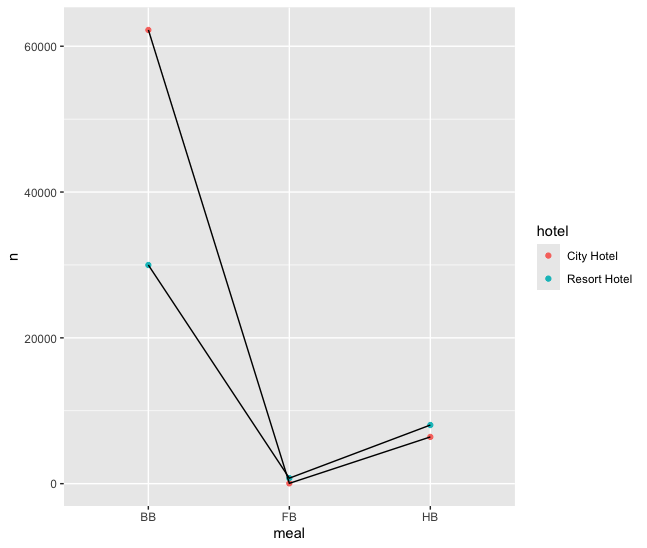 60000
40000
20000
0
n
BB FB HB
meal
hotel
City Hotel
Resort Hotel